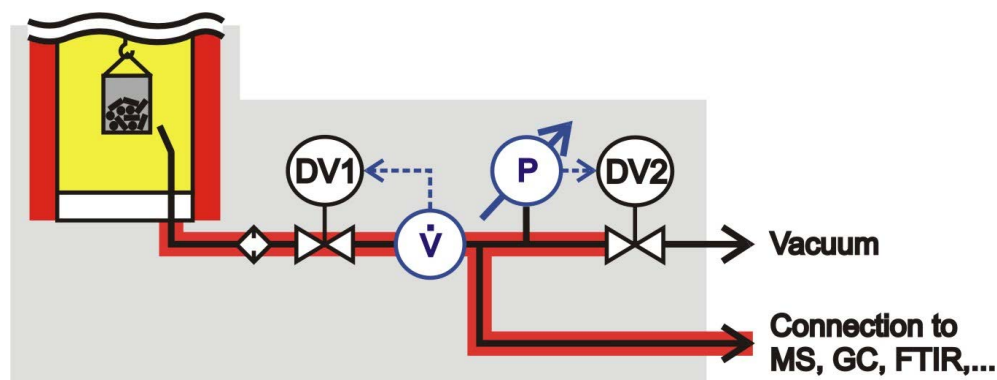 DV1
P
DV2
V̇
Vacuum
Connection to
MS, GC, FTIR,...